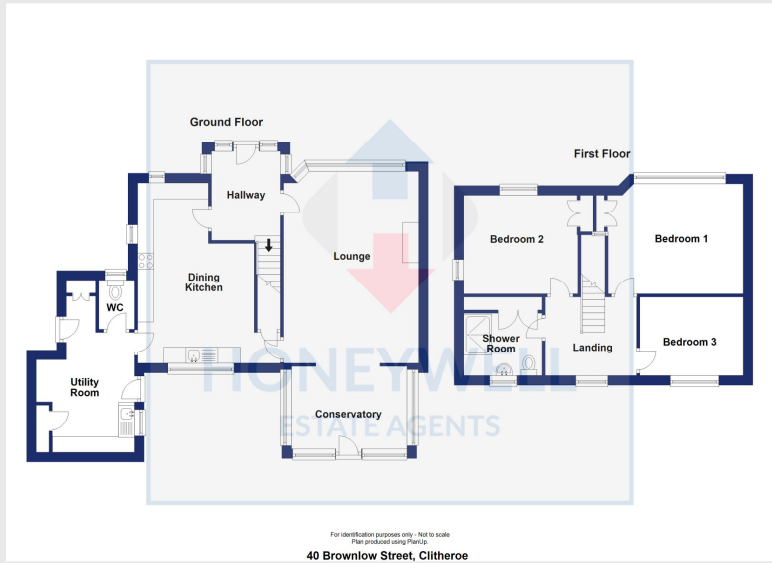 Ground Floor
First Floor
Hallway
Lounge
Dining
Kitchen
WC
Utility
Room
Conservatory
Bedroom 2
Bedroom 1
Shower
Room
Landing
Bedroom 3
HONEYWELL
ESTATE AGENTS
For identification purposes only - Not to scale
Plan produced using PlanUp.
40 Brownlow Street, Clitheroe